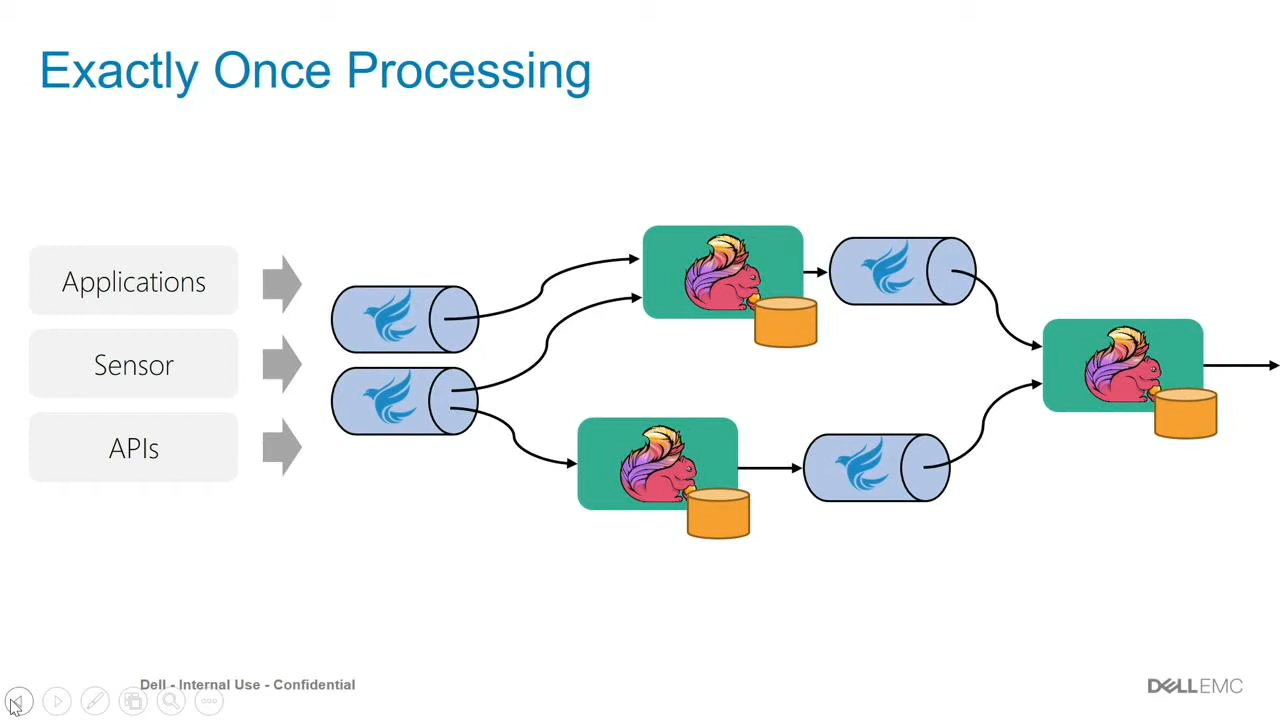 Exactly Once Processing
Applications
Sensor
APIs
Dell - Internal Use - Confidential
DELLEMC